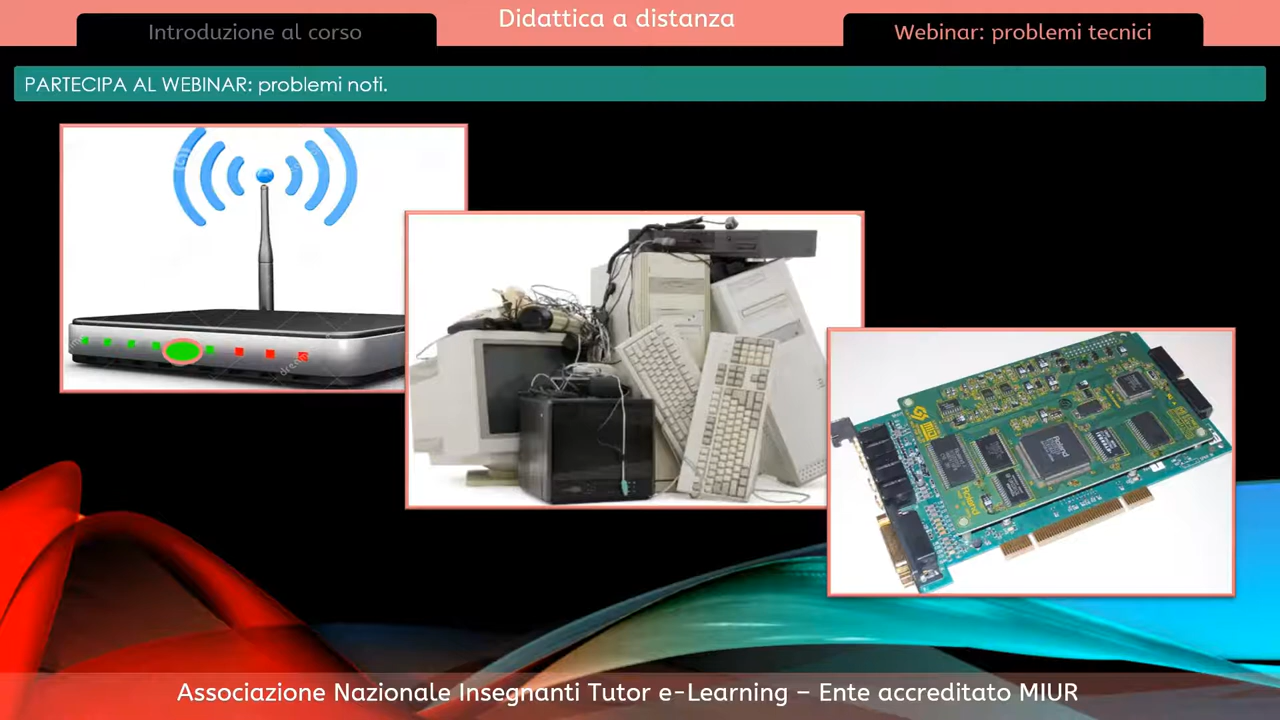 Didattica a distanza
Introduzione al corso
Webinar: problemi tecnici
PARTECIPA AL WEBINAR: problemi noti.
Roland
Associazione Nazionale Insegnanti Tutor e-Learning – Ente accreditato MIUR